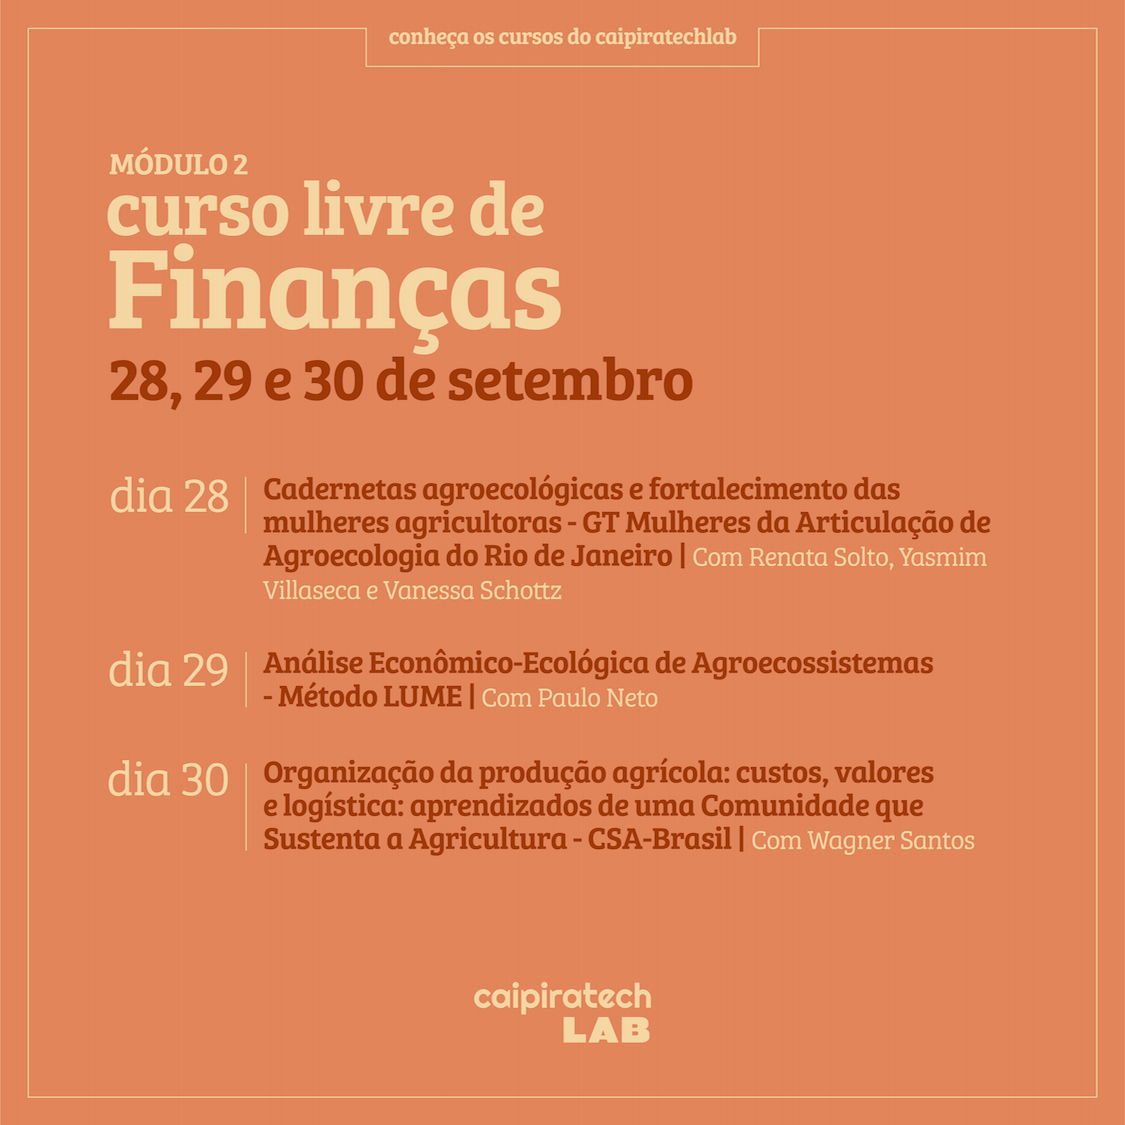 conheça os cursos do caipiratechlab
MÓDULO 2
curso livre de
Finanças
28, 29 e 30 de setembro
dia 28
Cadernetas agroecológicas e fortalecimento das
mulheres agricultoras - GT Mulheres da Articulação de
Agroecologia do Rio de Janeiro | Com Renata Solto, Yasmim
Villaseca e Vanessa Schottz
dia 29
Análise Econômico-Ecológica de Agroecossistemas
- Método LUME | Com Paulo Neto
dia 30
Organização da produção agrícola: custos, valores
e logística: aprendizados de uma Comunidade que
Sustenta a Agricultura - CSA-Brasil | Com Wagner Santos
caipiratech
LAB